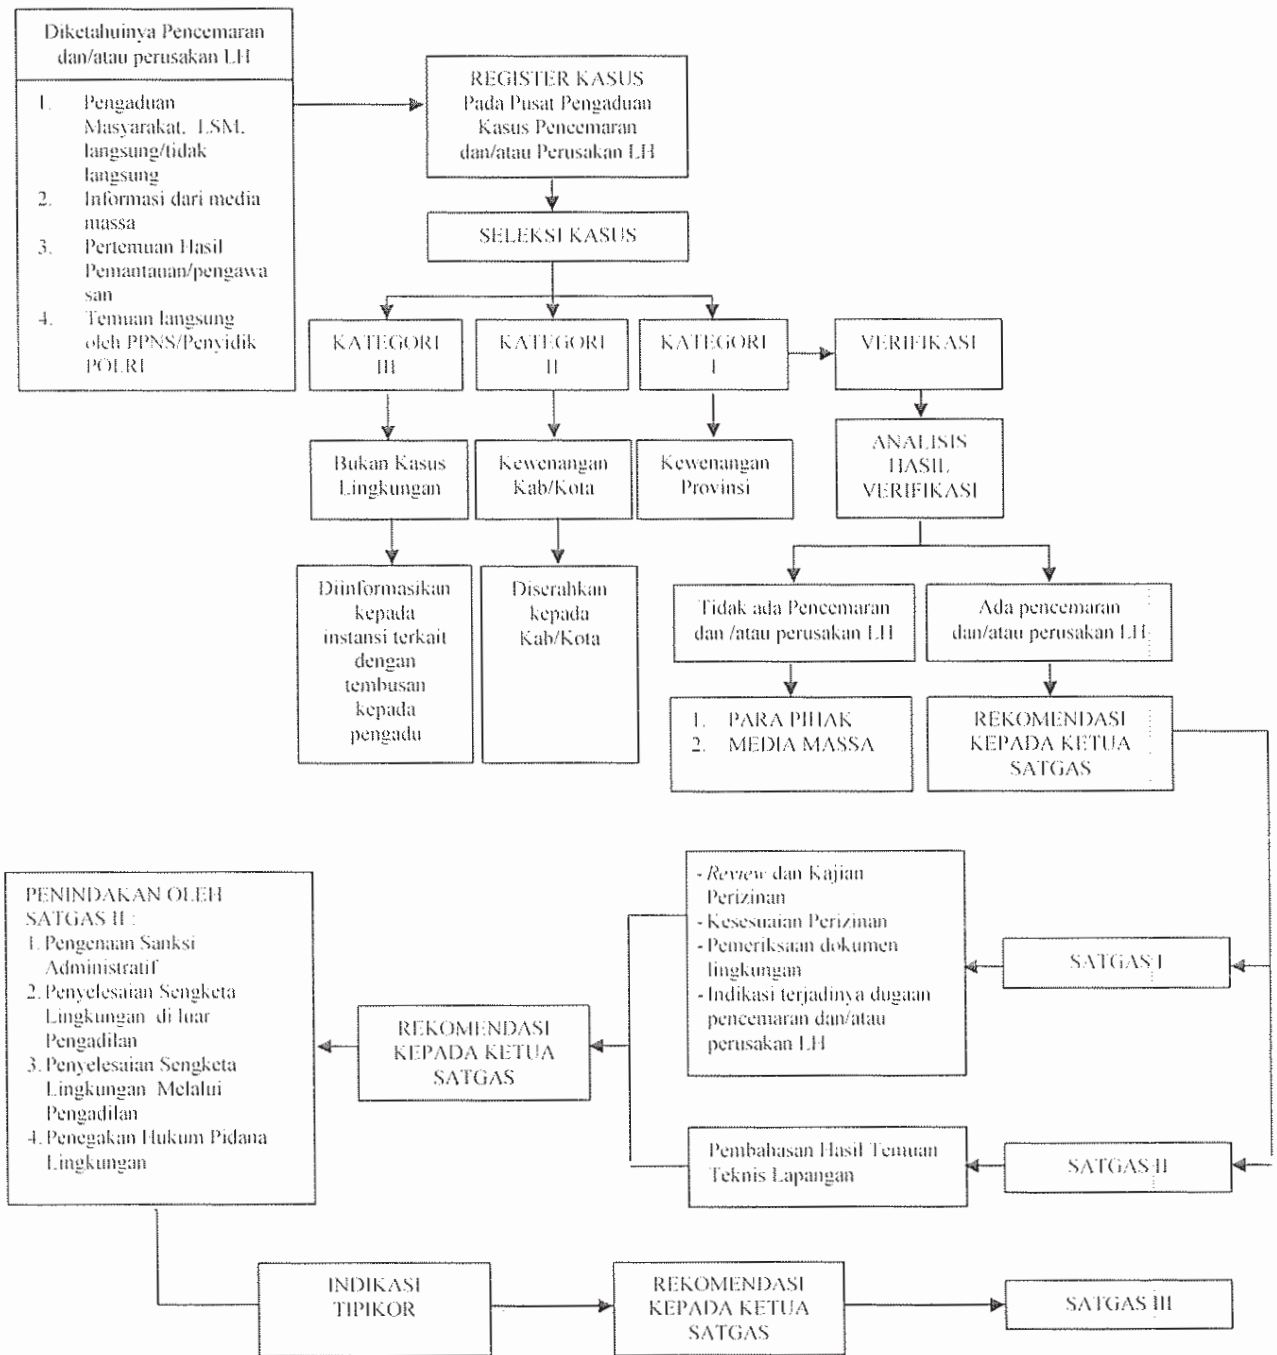 Diketahuinya Pencemaran
dan/atau perusakan LH
1. Pengaduan
Masyarakat, LSM,
langsung/tidak
langsung
2. Informasi dari media
massa
3. Pertemuan Hasil
Pemantauan/pengawa
san
4. Temuan langsung
oleh PPNS/Penyidik
POLRI
REGISTER KASUS
Pada Pusat Pengaduan
Kasus Pencemaran
dan/atau Perusakan LH
SELEKSI KASUS
KATEGORI
III
KATEGORI
II
KATEGORI
I
VERIFIKASI
Bukan Kasus
Lingkungan
Kewenangan
Kab/Kota
Kewenangan
Provinsi
ANALISIS
HASIL
VERIFIKASI
Diinformasikan
kepada
instansi terkait
dengan
tembusan
kepada
pengadu
Diserahkan
kepada
Kab/Kota
Tidak ada Pencemaran
dan /atau perusakan LH
Ada pencemaran
dan/atau perusakan LH
1. PARA PIHAK
2. MEDIA MASSA
REKOMENDASI
KEPADA KETUA
SATGAS
- Review dan Kajian
Perizinan
- Kesesuaian Perizinan
- Pemeriksaan dokumen
lingkungan
- Indikasi terjadinya dugaan
pencemaran dan/atau
perusakan LH
SATGAS I
Pembahasan Hasil Temuan
Teknis Lapangan
SATGAS II
REKOMENDASI
KEPADA KETUA
SATGAS
PENINDAKAN OLEH
SATGAS II :
1. Pengenaan Sanksi
Administratif
2. Penyelesaian Sengketa
Lingkungan di luar
Pengadilan
3. Penyelesaian Sengketa
Lingkungan Melalui
Pengadilan
4. Penegakan Hukum Pidana
Lingkungan
INDIKASI
TIPIKOR
REKOMENDASI
KEPADA KETUA
SATGAS
SATGAS III